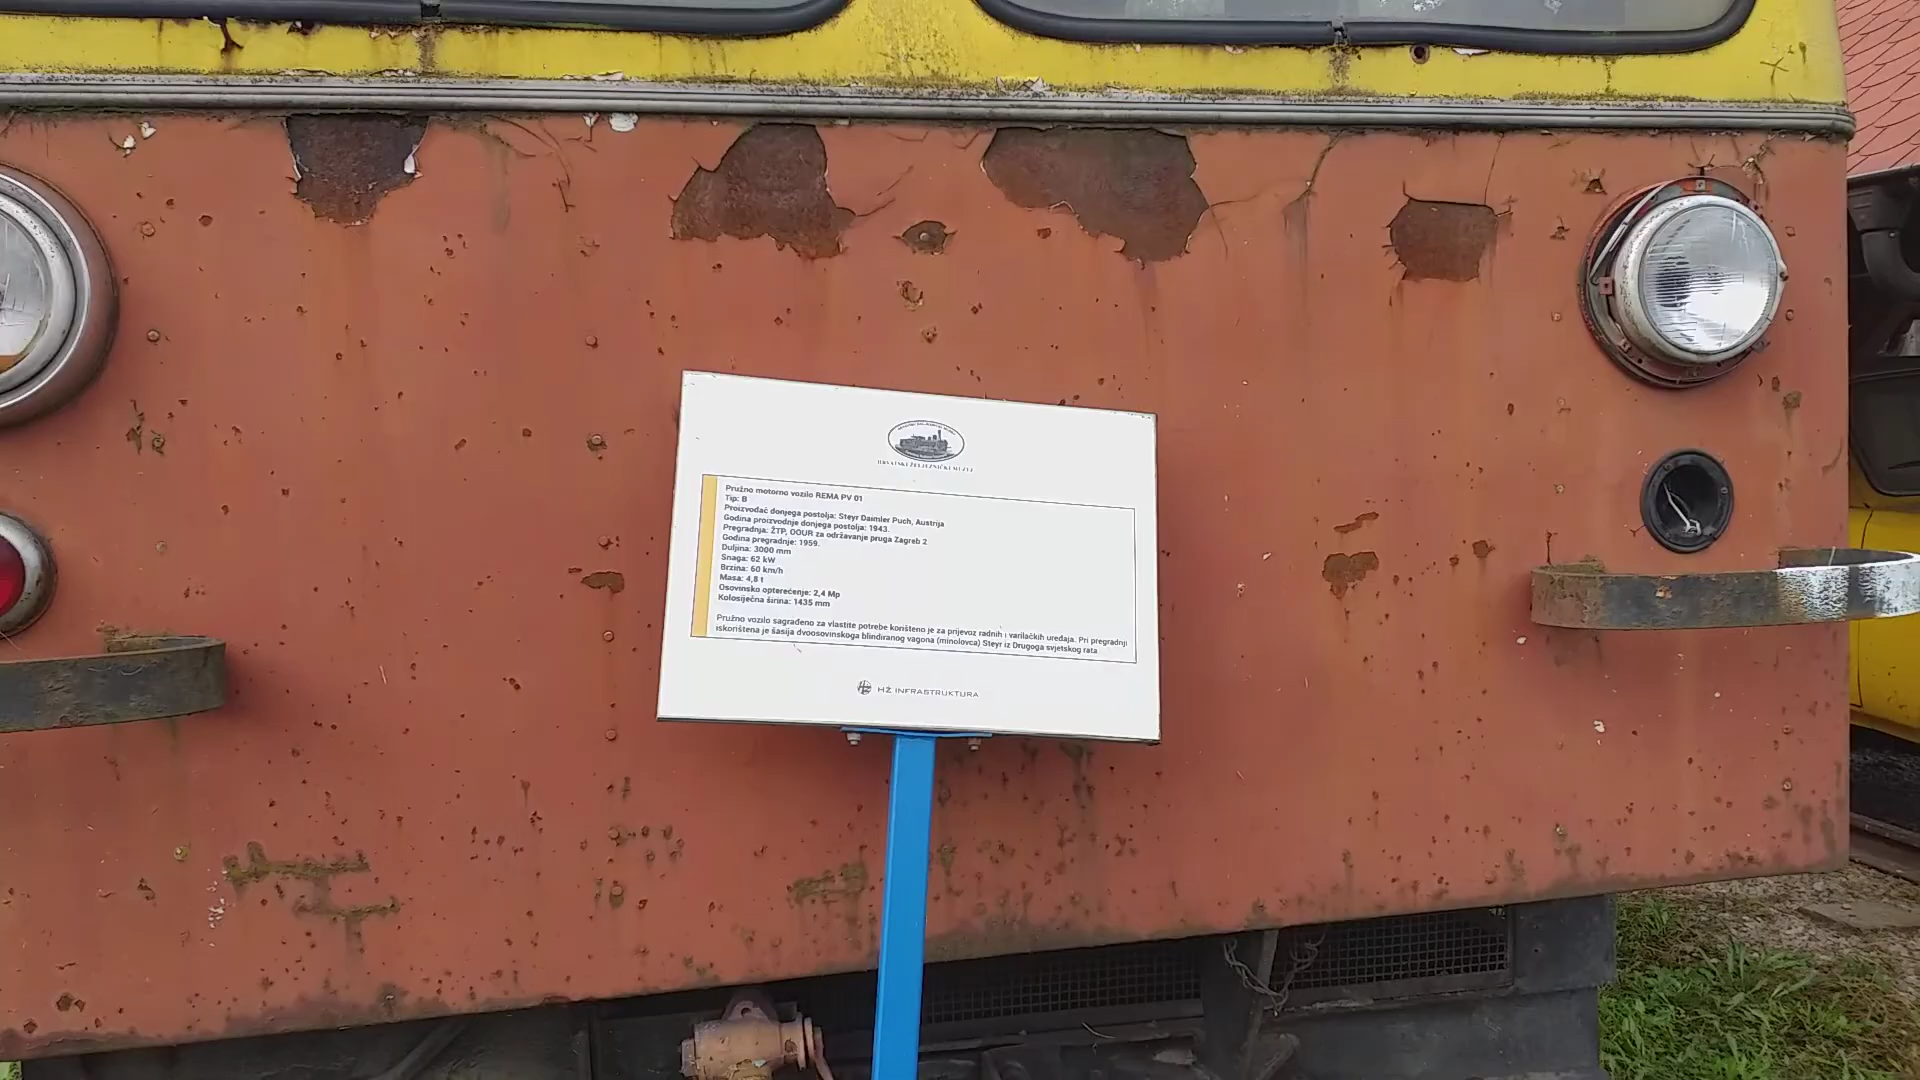 HRVATSKI ŽELJEZNIČKI MUZEJ
Pružno motorno vozilo REMA PV 01
Tip: B
Proizvođač donjega postolja: Steyr Daimler Puch, Austrija
Godina proizvodnje donjega postolja: 1943.
Pregradnja: ŽTP, OOUR za održavanje pruga Zagreb 2
Godina pregradnje: 1959.
Duljina: 3000 mm
Snaga: 62 kW
Brzina: 60 km/h
Masa: 4,8 t
Osovinsko opterećenje: 2,4 Mp
Kolosiječna širina: 1435 mm
Pružno vozilo sagrađeno za vlastite potrebe korišteno je za prijevoz radnih i varilačkih uređaja. Pri pregradnji
iskorištena je šasija dvoosovinskoga blindiranog vagona (minolovca) Steyr iz Drugoga svjetskog rata
HŽ INFRASTRUKTURA